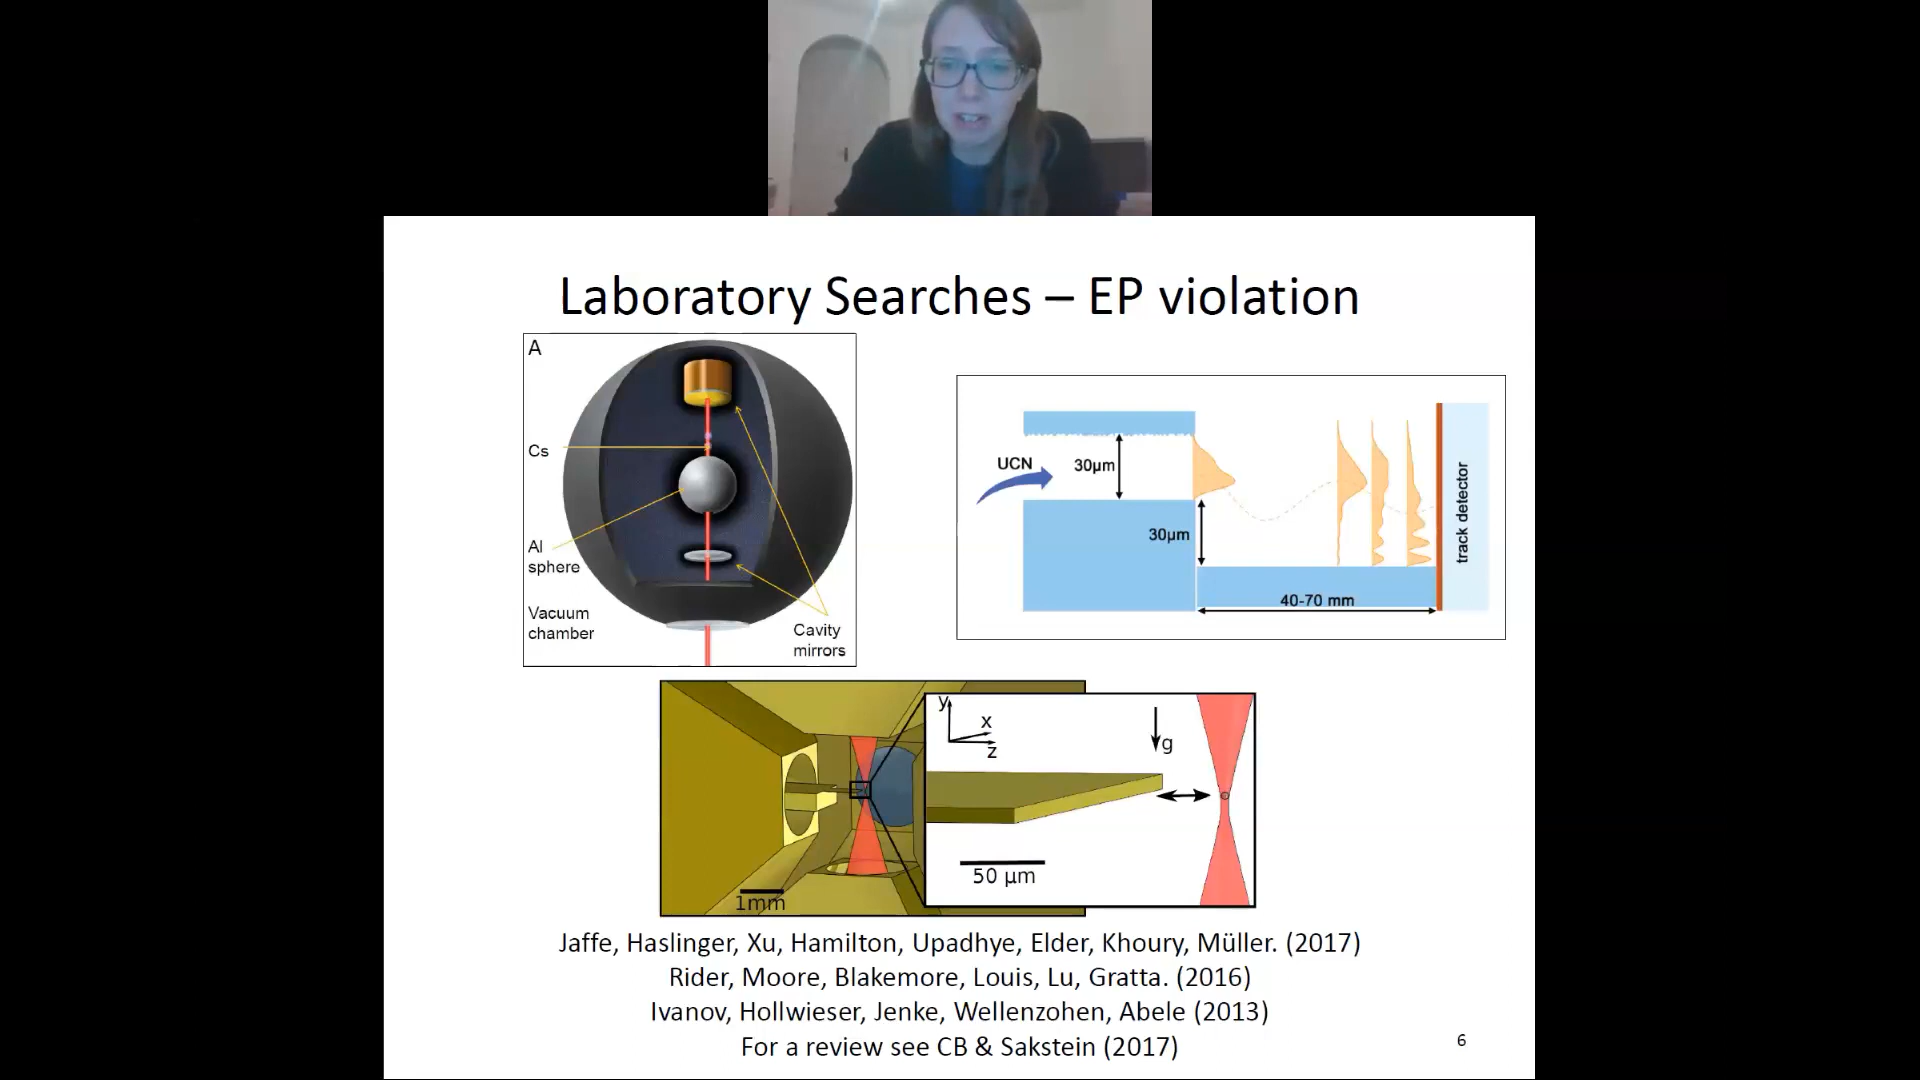 Laboratory Searches – EP violation
A
Cs
Al
sphere
Vacuum
chamber
Cavity
mirrors
UCN
30µm
30µm
40-70 mm
track detector
1mm
y
x
z
g
50 µm
Jaffe, Haslinger, Xu, Hamilton, Upadhye, Elder, Khoury, Müller. (2017)
Rider, Moore, Blakemore, Louis, Lu, Gratta. (2016)
Ivanov, Hollwieser, Jenke, Wellenzohen, Abele (2013)
For a review see CB & Sakstein (2017)
6